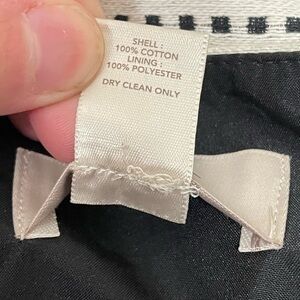 SHELL :
100% COTTON
LINING :
100% POLYESTER
DRY CLEAN ONLY